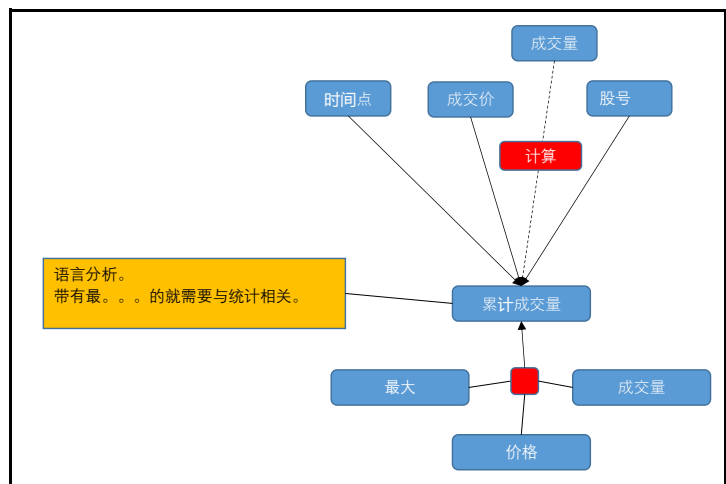 成交量
时间点
成交价
股号
计算
语言分析。
带有最。。。的就需要与统计相关。
累计成交量
最大
成交量
价格